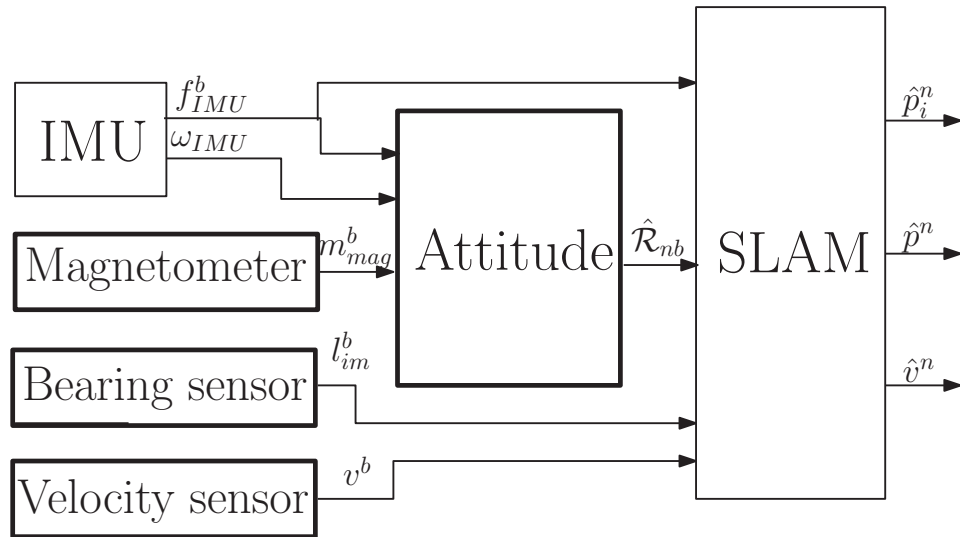 IMU
f^b_{IMU}
ω_{IMU}
Magnetometer
m^b_{mag}
Attitude
\hat{\mathcal{R}}_{nb}
SLAM
\hat{p}^n_i
\hat{p}^n
\hat{v}^n
Bearing sensor
l^b_{im}
Velocity sensor
v^b